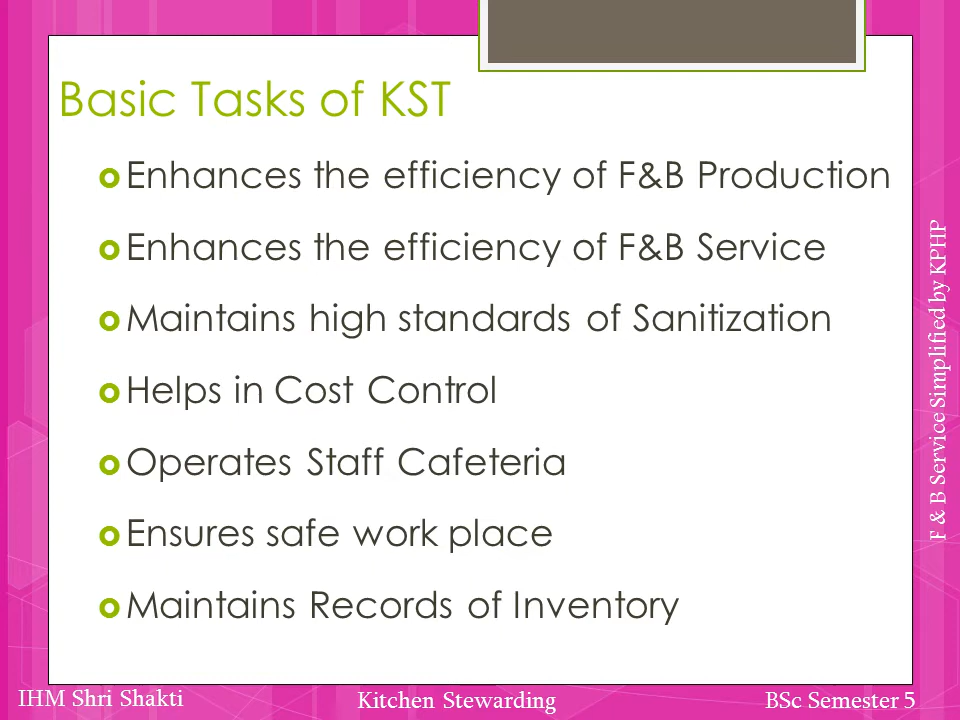 Basic Tasks of KST
Enhances the efficiency of F&B Production
Enhances the efficiency of F&B Service
Maintains high standards of Sanitization
Helps in Cost Control
Operates Staff Cafeteria
Ensures safe work place
Maintains Records of Inventory
F & B Service Simplified by KPHP
IHM Shri Shakti
Kitchen Stewarding
BSc Semester 5